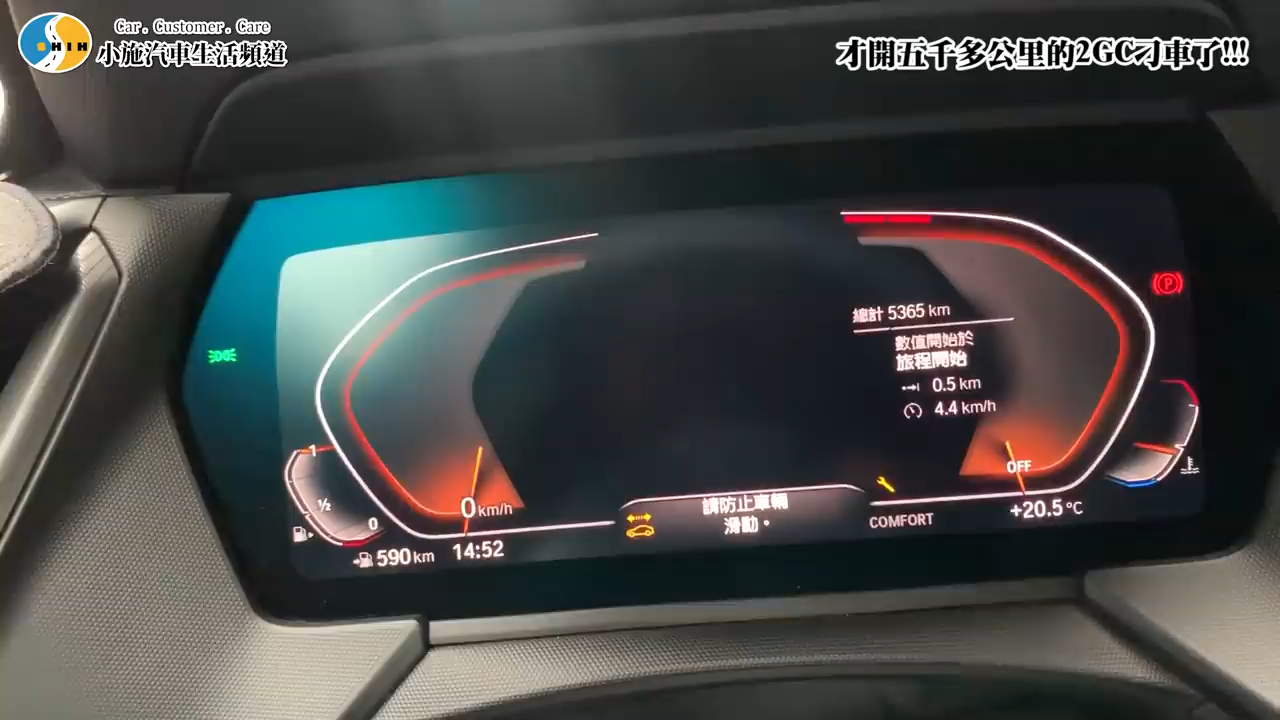 Car. Customer. Care
SHIH
小施汽車生活頻道
才開五千多公里的2GC刁車了!!!
總計 5365 km
數值開始於
旅程開始
0.5 km
4.4 km/h
P
1
1/2
0
0 km/h
OFF
請防止車輛
滑動。
COMFORT
+20.5 °C
590 km
14:52